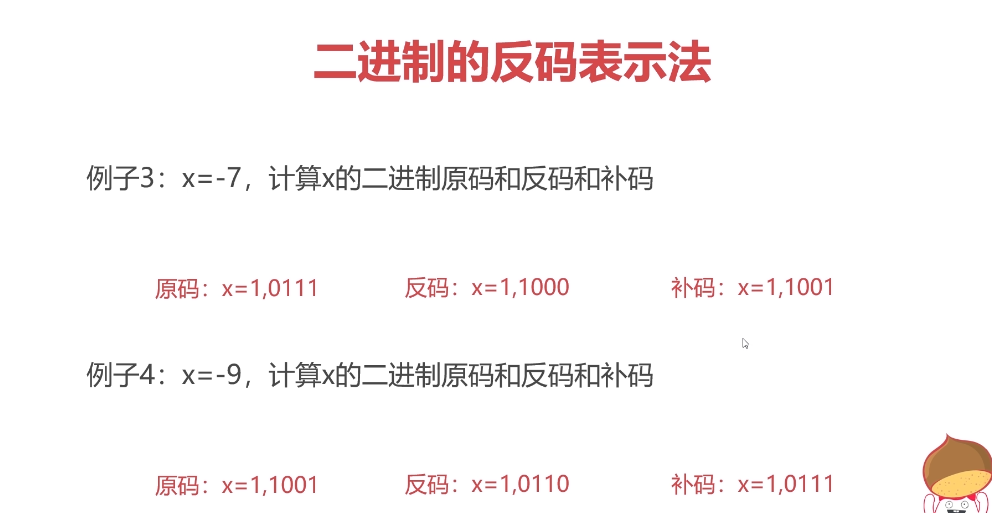 二进制的反码表示法
例子3：x=-7，计算x的二进制原码和反码和补码
原码：x=1,0111 反码：x=1,1000 补码：x=1,1001
例子4：x=-9，计算x的二进制原码和反码和补码
原码：x=1,1001 反码：x=1,0110 补码：x=1,0111